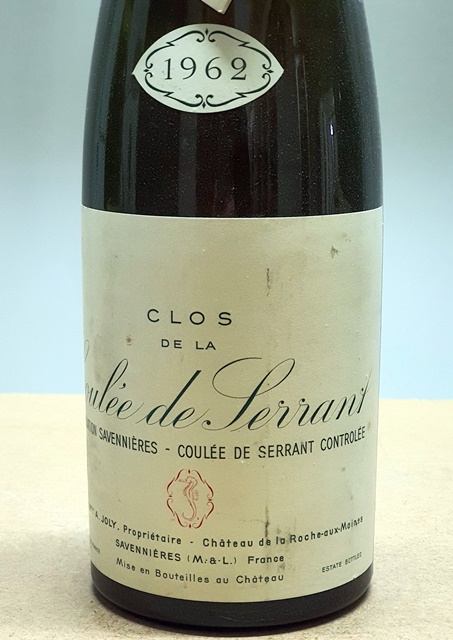 1962
CLOS
DE LA
Coulée de Serrant
SAVENNIÈRES - COULÉE DE SERRANT CONTROLÉE
A. JOLY, Propriétaire - Château de la Roche-aux-Moines
SAVENNIÈRES (M.-&-L.) France
ESTATE BOTTLED
Mise en Bouteilles au Château